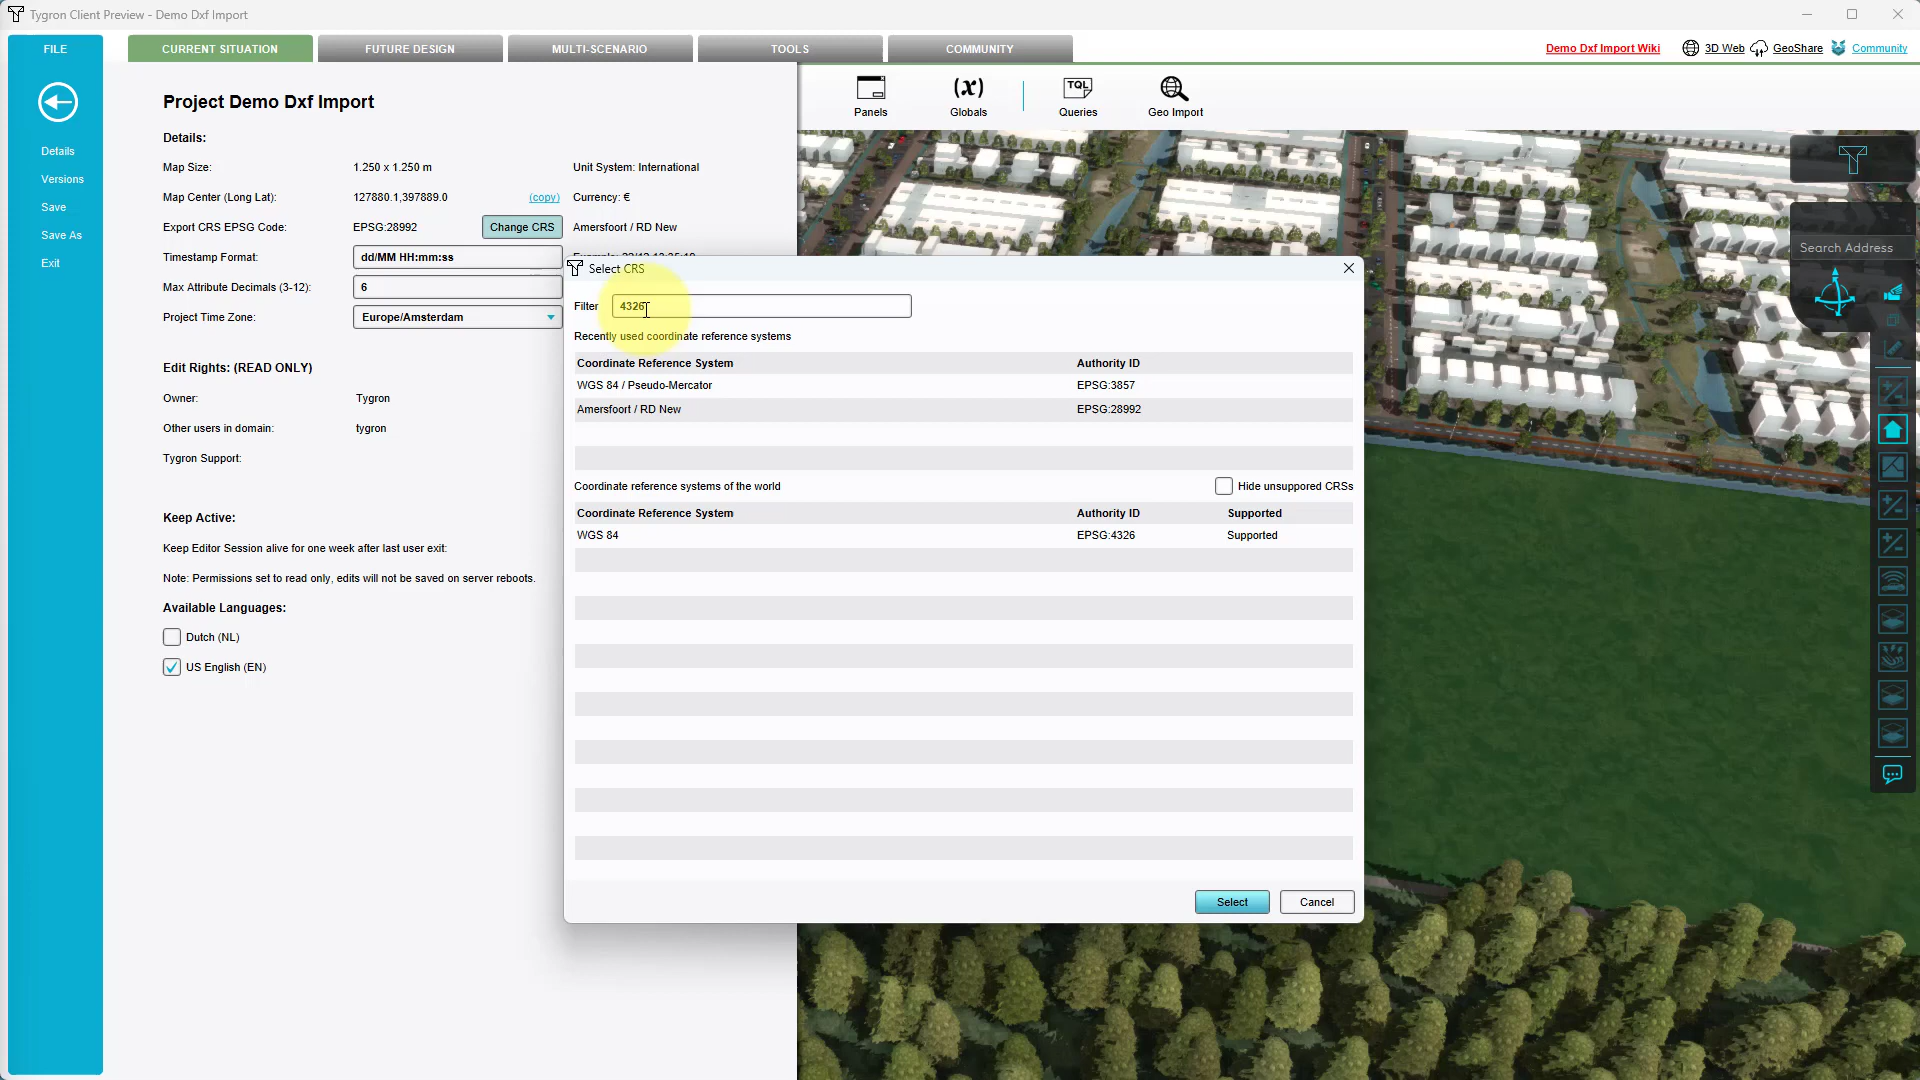 Tygron Client Preview - Demo Dxf Import
FILE
CURRENT SITUATION
FUTURE DESIGN
MULTI-SCENARIO
TOOLS
COMMUNITY
Demo Dxf Import Wiki
3D Web
GeoShare
Community
Details
Versions
Save
Save As
Exit
Panels
(x)
Globals
TQL
Queries
Geo Import
Project Demo Dxf Import
Details:
Map Size: 1.250 x 1.250 m Unit System: International
Map Center (Long Lat): 127880.1,397889.0 (copy) Currency: €
Export CRS EPSG Code: EPSG:28992 Change CRS Amersfoort / RD New
Timestamp Format: dd/MM HH:mm:ss
Max Attribute Decimals (3-12): 6
Project Time Zone: Europe/Amsterdam
Edit Rights: (READ ONLY)
Owner: Tygron
Other users in domain: tygron
Tygron Support:
Keep Active:
Keep Editor Session alive for one week after last user exit:
Note: Permissions set to read only, edits will not be saved on server reboots.
Available Languages:
Dutch (NL)
US English (EN)
Select CRS
Filter 4326
Recently used coordinate reference systems
Coordinate Reference System Authority ID
WGS 84 / Pseudo-Mercator EPSG:3857
Amersfoort / RD New EPSG:28992
Coordinate reference systems of the world Hide unsuppored CRSs
Coordinate Reference System Authority ID Supported
WGS 84 EPSG:4326 Supported
Select
Cancel
Search Address